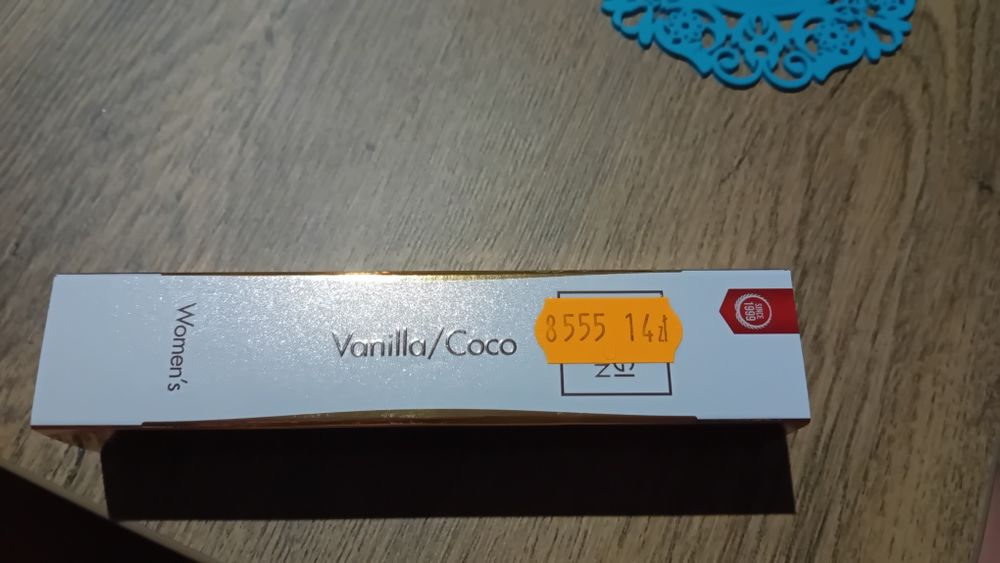 Women's
Vanilla/Coco
8555 14zł
SINCE
1999